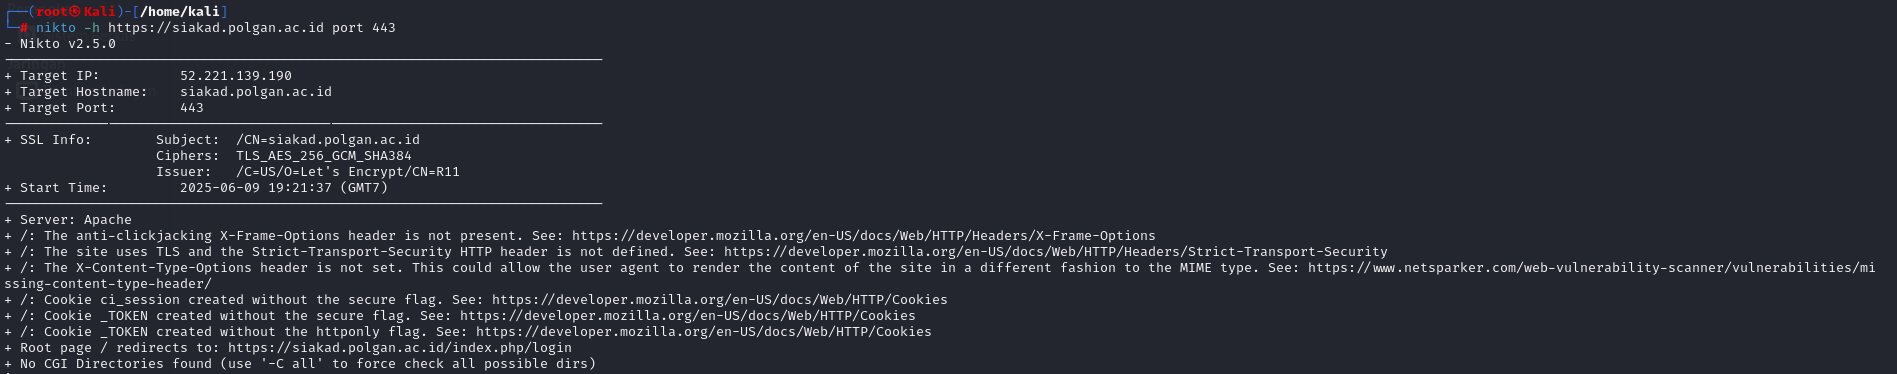 (root㉿Kali)-[/home/kali]
# nikto -h https://siakad.polgan.ac.id port 443
- Nikto v2.5.0
+ Target IP: 52.221.139.190
+ Target Hostname: siakad.polgan.ac.id
+ Target Port: 443
+ SSL Info: Subject: /CN=siakad.polgan.ac.id
Ciphers: TLS_AES_256_GCM_SHA384
Issuer: /C=US/O=Let's Encrypt/CN=R11
+ Start Time: 2025-06-09 19:21:37 (GMT7)
+ Server: Apache
+ /: The anti-clickjacking X-Frame-Options header is not present. See: https://developer.mozilla.org/en-US/docs/Web/HTTP/Headers/X-Frame-Options
+ /: The site uses TLS and the Strict-Transport-Security HTTP header is not defined. See: https://developer.mozilla.org/en-US/docs/Web/HTTP/Headers/Strict-Transport-Security
+ /: The X-Content-Type-Options header is not set. This could allow the user agent to render the content of the site in a different fashion to the MIME type. See: https://www.netsparker.com/web-vulnerability-scanner/vulnerabilities/mi
ssing-content-type-header/
+ /: Cookie ci_session created without the secure flag. See: https://developer.mozilla.org/en-US/docs/Web/HTTP/Cookies
+ /: Cookie _TOKEN created without the secure flag. See: https://developer.mozilla.org/en-US/docs/Web/HTTP/Cookies
+ /: Cookie _TOKEN created without the httponly flag. See: https://developer.mozilla.org/en-US/docs/Web/HTTP/Cookies
+ Root page / redirects to: https://siakad.polgan.ac.id/index.php/login
+ No CGI Directories found (use '-C all' to force check all possible dirs)